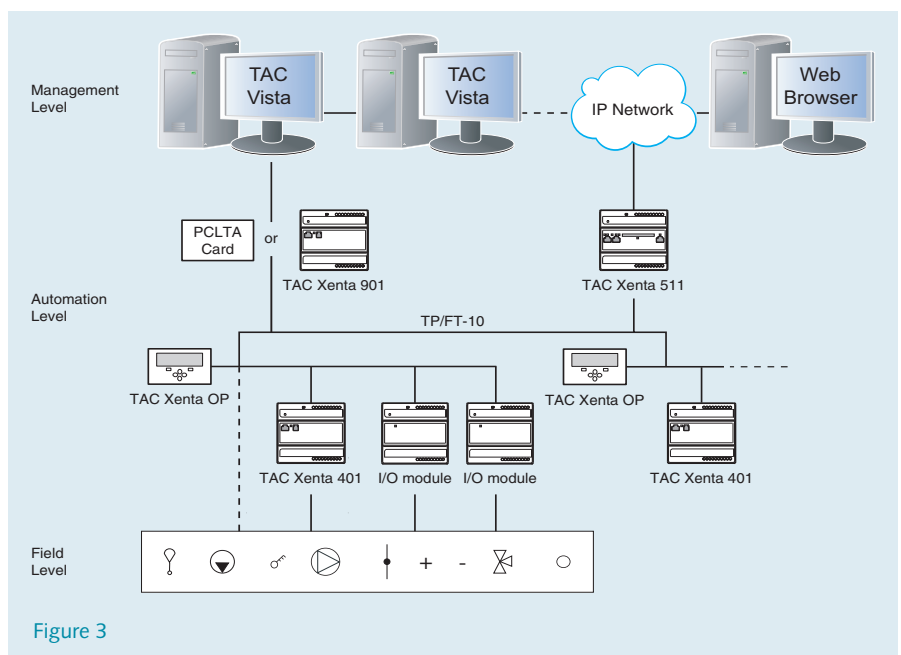 Management
Level
TAC
Vista
TAC
Vista
IP Network
Web
Browser
PCLTA
Card
or
TAC Xenta 901
TAC Xenta 511
Automation
Level
TP/FT-10
TAC Xenta OP
TAC Xenta OP
TAC Xenta 401
I/O module
I/O module
TAC Xenta 401
Field
Level
+
-
Figure 3